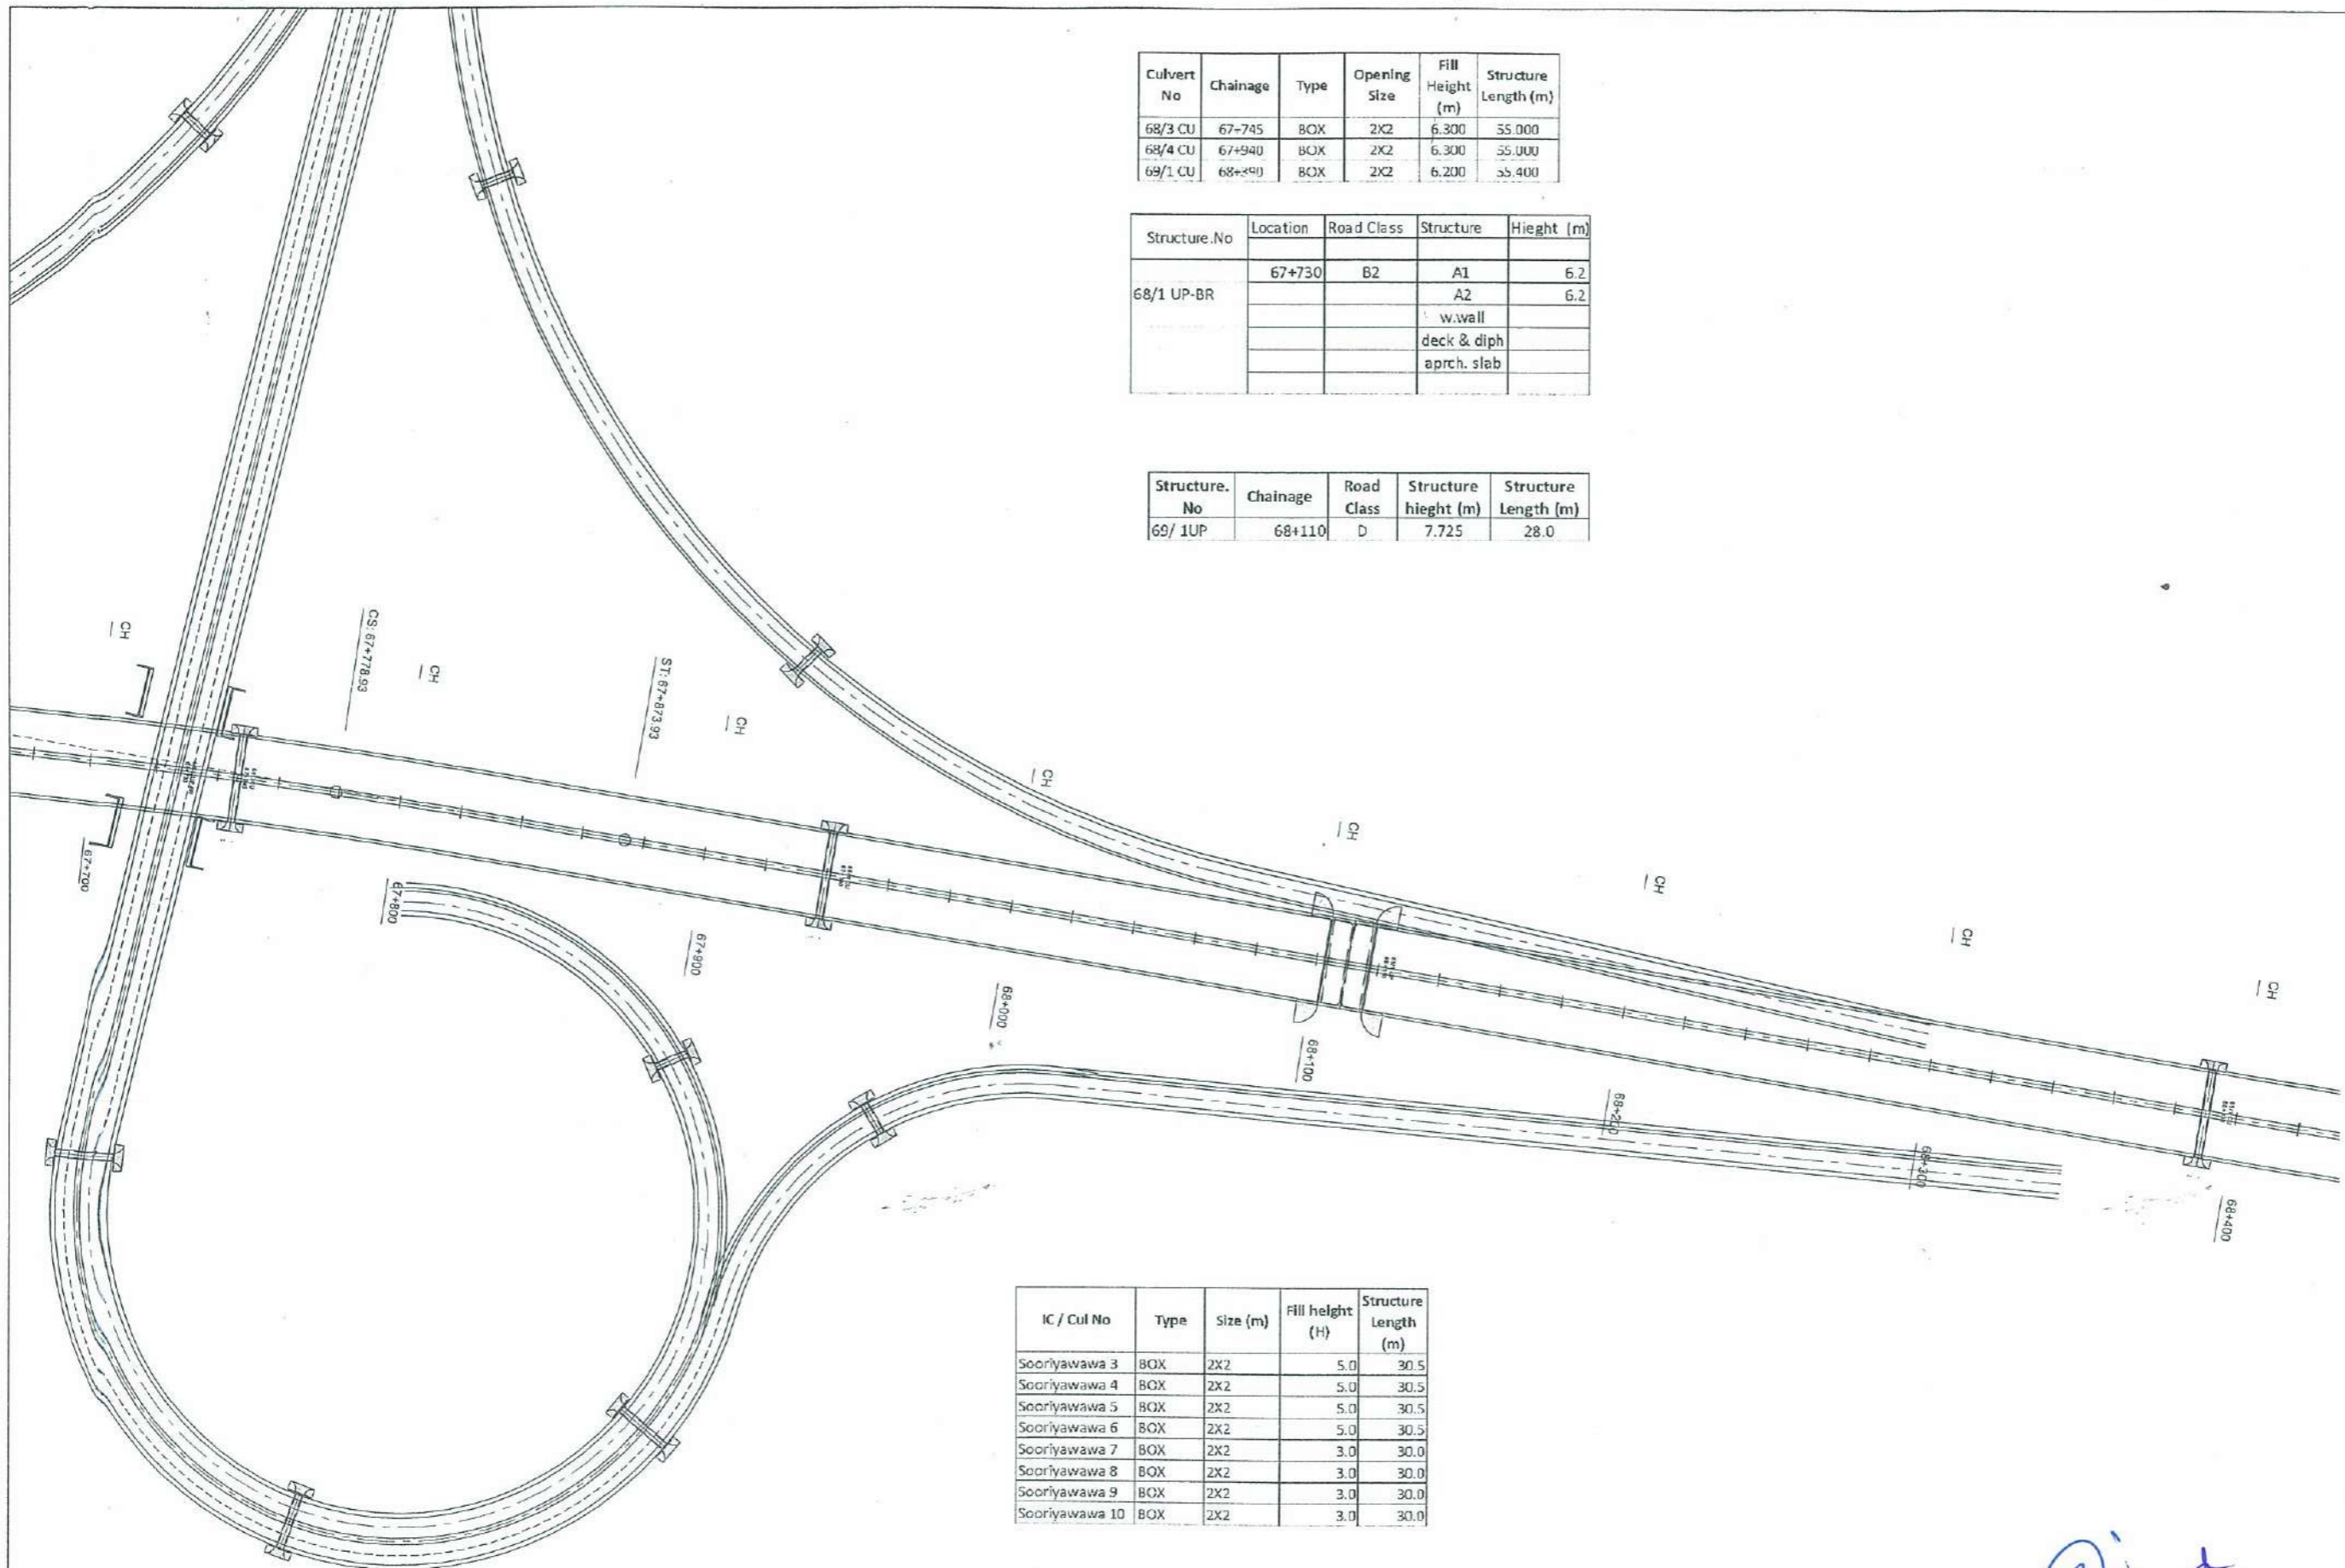 Culvert No | Chainage | Type | Opening Size | Fill Height (m) | Structure Length (m)
68/3 CU | 67+745 | BOX | 2X2 | 6.300 | 55.000
68/4 CU | 67+940 | BOX | 2X2 | 6.300 | 55.000
69/1 CU | 68+390 | BOX | 2X2 | 6.200 | 55.400
Structure.No | Location | Road Class | Structure | Hieght (m)
68/1 UP-BR | 67+730 | B2 | A1 | 6.2
A2 | 6.2
w.wall
deck & diph
aprch. slab
Structure. No | Chainage | Road Class | Structure hieght (m) | Structure Length (m)
69/ 1UP | 68+110 | D | 7.725 | 28.0
CH
CS: 67+778.93
CH
ST: 67+873.93
CH
CH
CH
CH
CH
CH
67+700
67+800
67+900
68+000
68+100
68+200
68+300
68+400
IC / Cul No | Type | Size (m) | Fill height (H) | Structure Length (m)
Sooriyawawa 3 | BOX | 2X2 | 5.0 | 30.5
Sooriyawawa 4 | BOX | 2X2 | 5.0 | 30.5
Sooriyawawa 5 | BOX | 2X2 | 5.0 | 30.5
Sooriyawawa 6 | BOX | 2X2 | 5.0 | 30.5
Sooriyawawa 7 | BOX | 2X2 | 3.0 | 30.0
Sooriyawawa 8 | BOX | 2X2 | 3.0 | 30.0
Sooriyawawa 9 | BOX | 2X2 | 3.0 | 30.0
Sooriyawawa 10 | BOX | 2X2 | 3.0 | 30.0